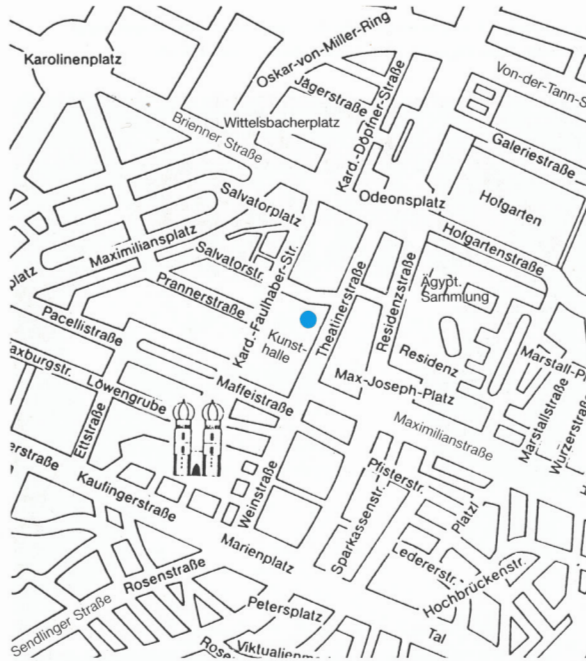 Karolinenplatz
Oskar-von-Miller-Ring
Jägerstraße
Kard.-Döpfner-Straße
Von-der-Tann-S
Brienner Straße
Wittelsbacherplatz
Galeriestraße
Salvatorplatz
Odeonsplatz
Hofgarten
Hofgartenstraße
Maximiliansplatz
Salvatorstr.
Kard.-Faulhaber-Str.
Theatinerstraße
Residenzstraße
Ägypt.
Sammlung
platz
Prannerstraße
Pacellistraße
Kunst-
halle
Residenz
Marstall-P
axburgstr.
Löwengrube
Maffeistraße
Max-Joseph-Platz
Maximilianstraße
Marstallstraße
Wurzerstraße
Ettstraße
erstraße
Kaufingerstraße
Weinstraße
Pfisterstr.
Sparkassenstr.
Platzl
Marienplatz
Ledererstr.
Hochbrückenstr.
Rosenstraße
Sendlinger Straße
Petersplatz
Tal
Rose
Viktualienm